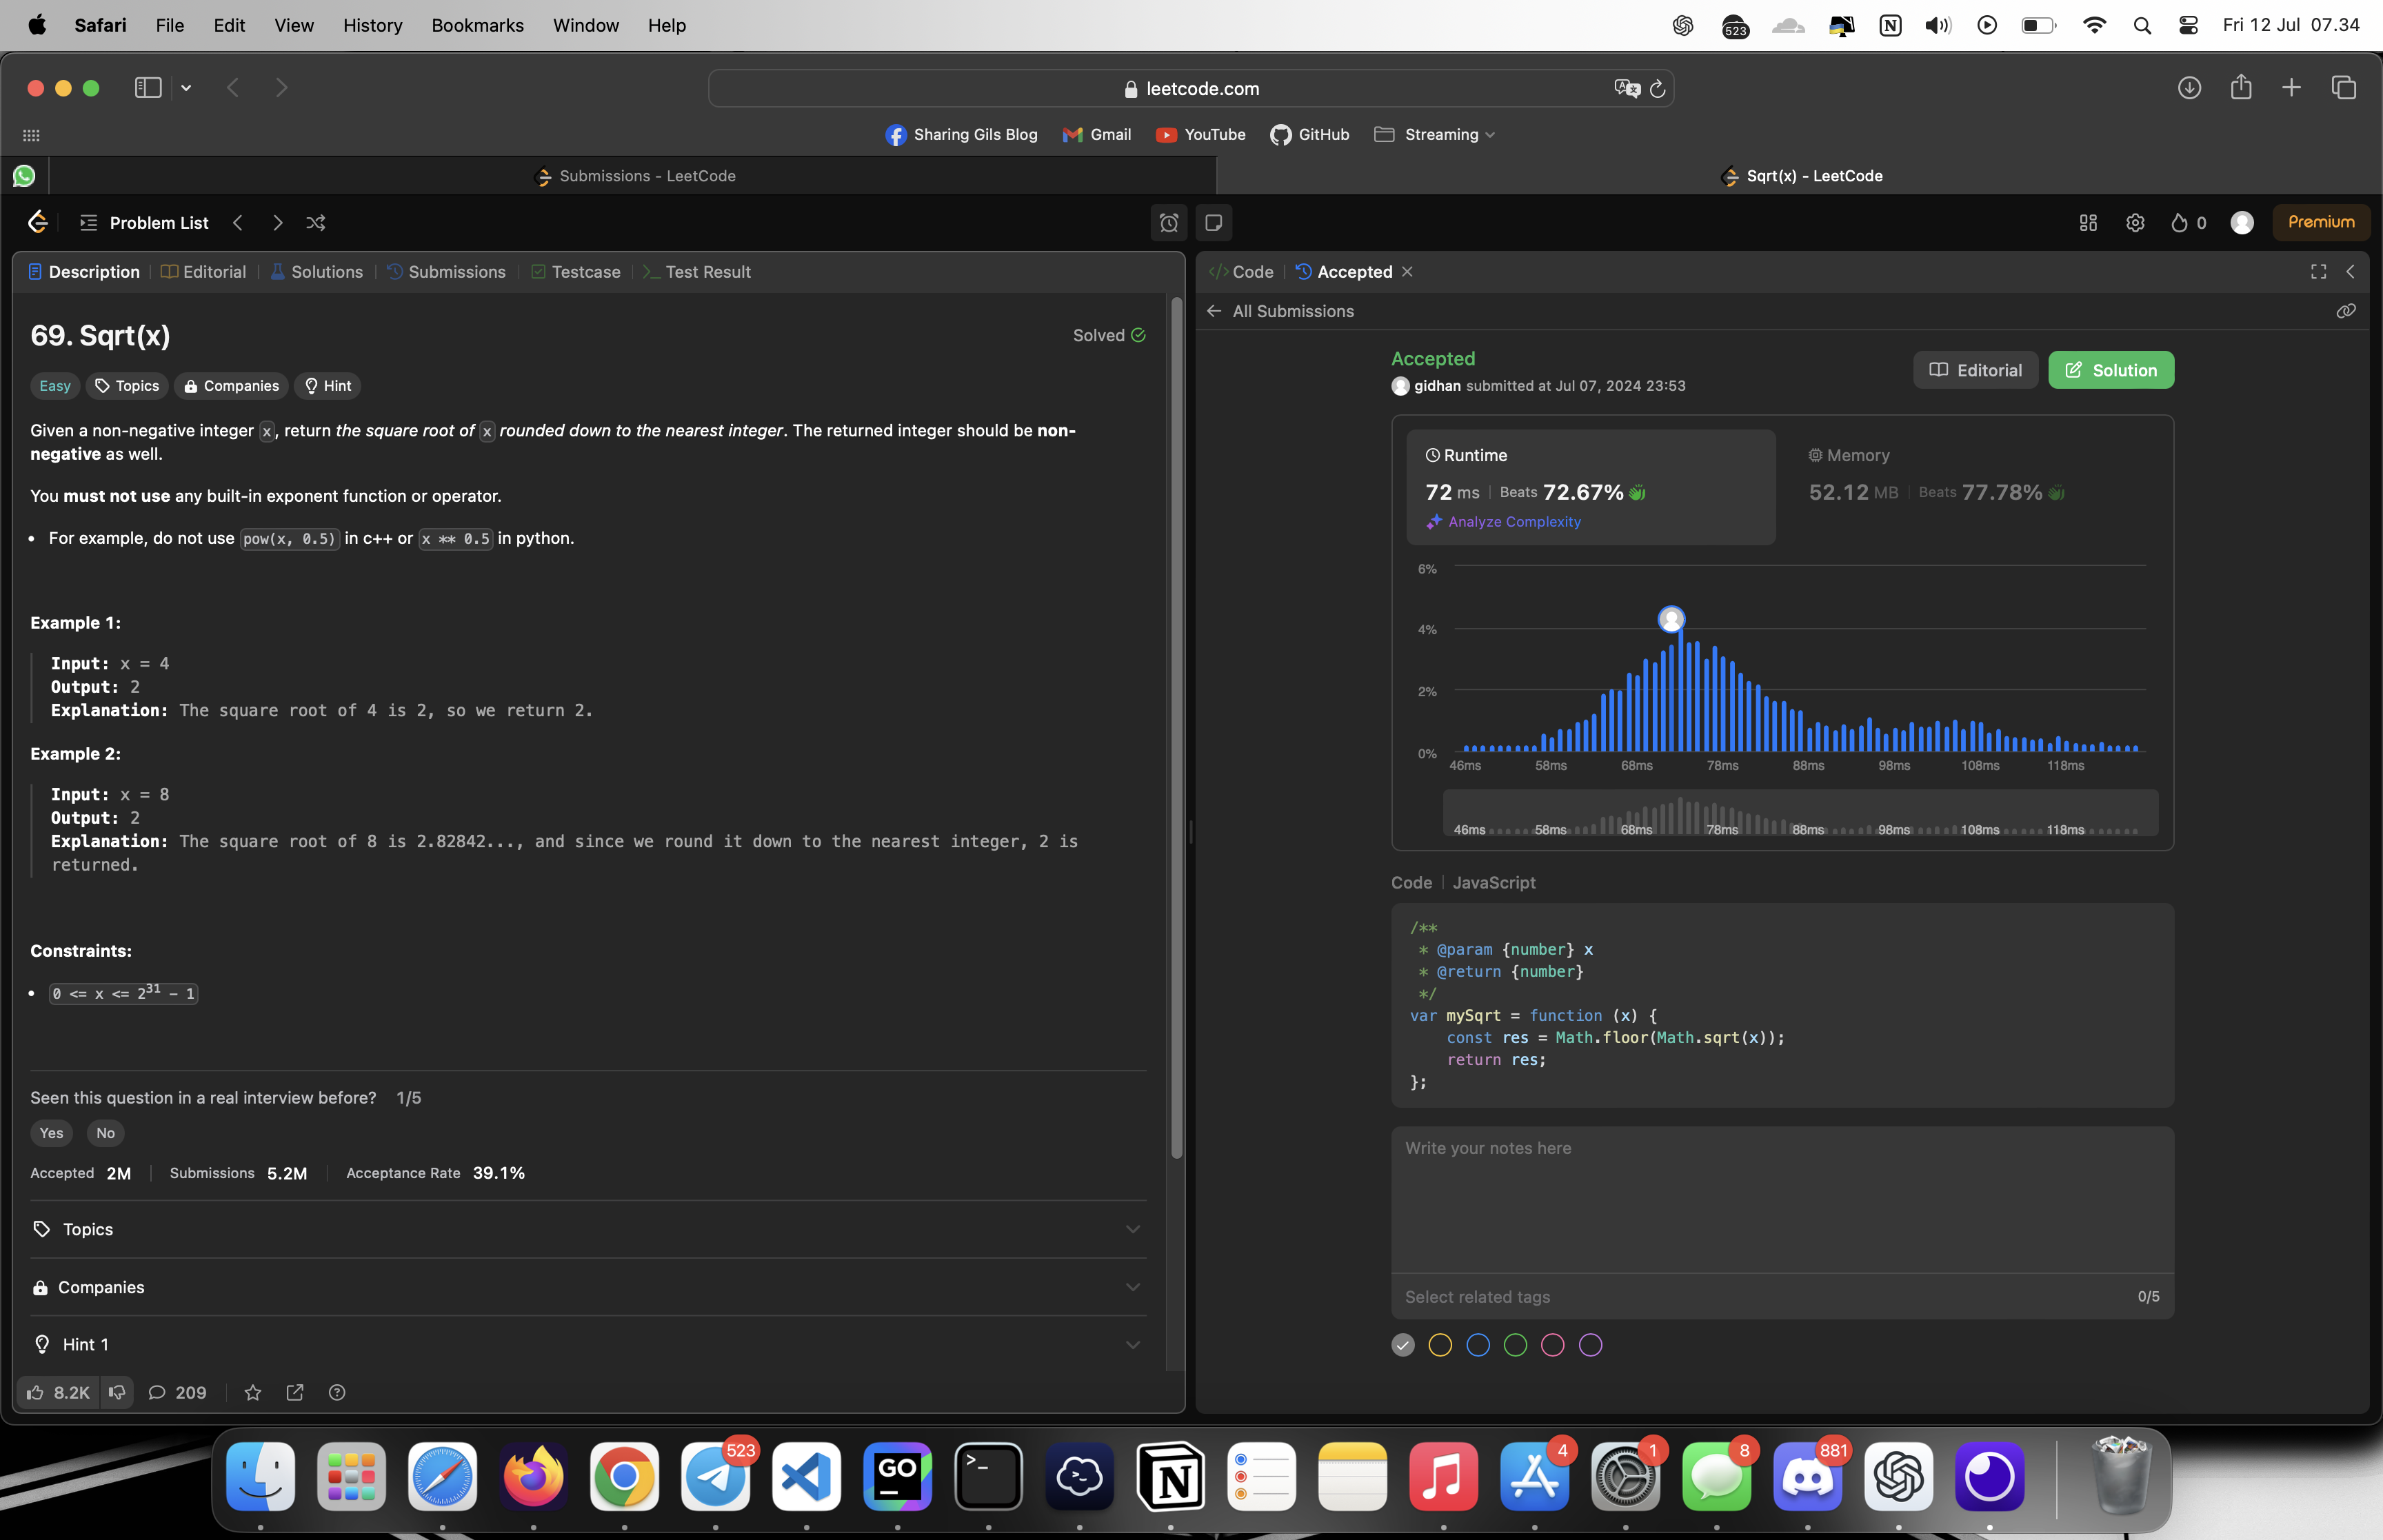 Safari File Edit View History Bookmarks Window Help
523
Fri 12 Jul 07.34
leetcode.com
Sharing Gils Blog Gmail YouTube GitHub Streaming
Submissions - LeetCode
Sqrt(x) - LeetCode
Problem List
0
Premium
Description Editorial Solutions Submissions Testcase Test Result
69. Sqrt(x)
Solved
Easy Topics Companies Hint
Given a non-negative integer x, return the square root of x rounded down to the nearest integer. The returned integer should be non-
negative as well.
You must not use any built-in exponent function or operator.
• For example, do not use pow(x, 0.5) in c++ or x ** 0.5 in python.
Example 1:
Input: x = 4
Output: 2
Explanation: The square root of 4 is 2, so we return 2.
Example 2:
Input: x = 8
Output: 2
Explanation: The square root of 8 is 2.82842..., and since we round it down to the nearest integer, 2 is
returned.
Constraints:
• 0 <= x <= 2^31 - 1
Seen this question in a real interview before? 1/5
Yes No
Accepted 2M Submissions 5.2M Acceptance Rate 39.1%
Topics
Companies
Hint 1
8.2K 209
</> Code Accepted
All Submissions
Accepted
gidhan submitted at Jul 07, 2024 23:53
Editorial Solution
Runtime
72 ms Beats 72.67%
Analyze Complexity
Memory
52.12 MB Beats 77.78%
6%
4%
2%
0%
46ms 58ms 68ms 78ms 88ms 98ms 108ms 118ms
46ms 58ms 68ms 78ms 88ms 98ms 108ms 118ms
Code JavaScript
/**
* @param {number} x
* @return {number}
*/
var mySqrt = function (x) {
const res = Math.floor(Math.sqrt(x));
return res;
};
Write your notes here
Select related tags
0/5
523 GO >_ N 4 1 8 881